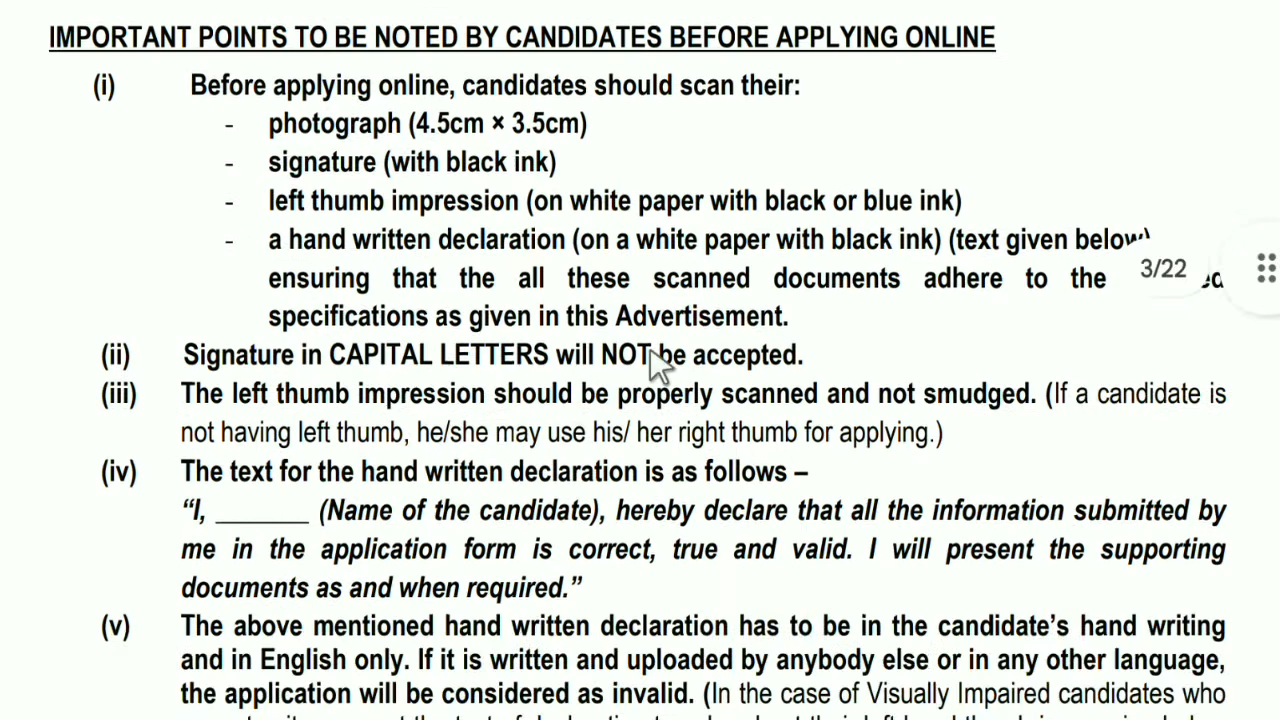 IMPORTANT POINTS TO BE NOTED BY CANDIDATES BEFORE APPLYING ONLINE
(i) Before applying online, candidates should scan their:
- photograph (4.5cm × 3.5cm)
- signature (with black ink)
- left thumb impression (on white paper with black or blue ink)
- a hand written declaration (on a white paper with black ink) (text given below)
ensuring that the all these scanned documents adhere to the
3/22
specifications as given in this Advertisement.
(ii) Signature in CAPITAL LETTERS will NOT be accepted.
(iii) The left thumb impression should be properly scanned and not smudged. (If a candidate is
not having left thumb, he/she may use his/ her right thumb for applying.)
(iv) The text for the hand written declaration is as follows –
“I, _______ (Name of the candidate), hereby declare that all the information submitted by
me in the application form is correct, true and valid. I will present the supporting
documents as and when required.”
(v) The above mentioned hand written declaration has to be in the candidate’s hand writing
and in English only. If it is written and uploaded by anybody else or in any other language,
the application will be considered as invalid. (In the case of Visually Impaired candidates who